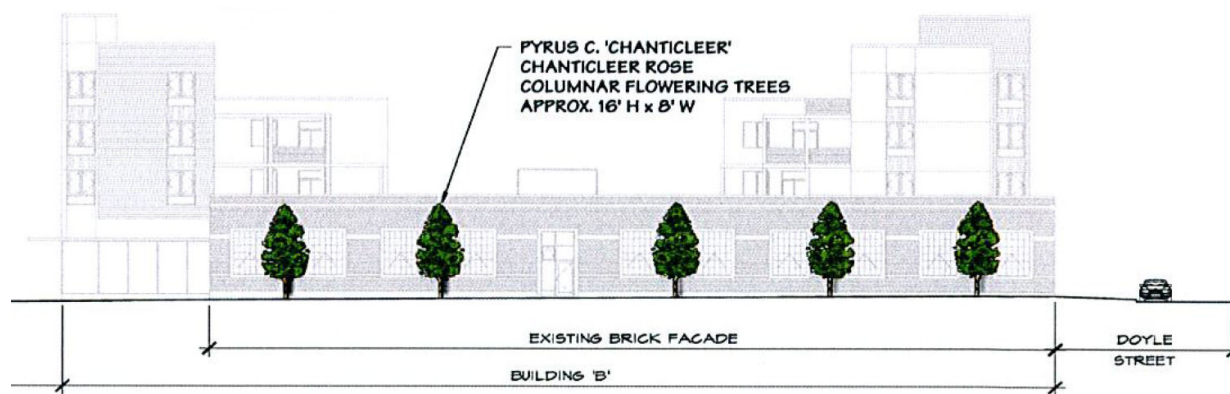 PYRUS C. 'CHANTICLEER'
CHANTICLEER ROSE
COLUMNAR FLOWERING TREES
APPROX. 16' H x 8' W
EXISTING BRICK FACADE
DOYLE
STREET
BUILDING 'B'